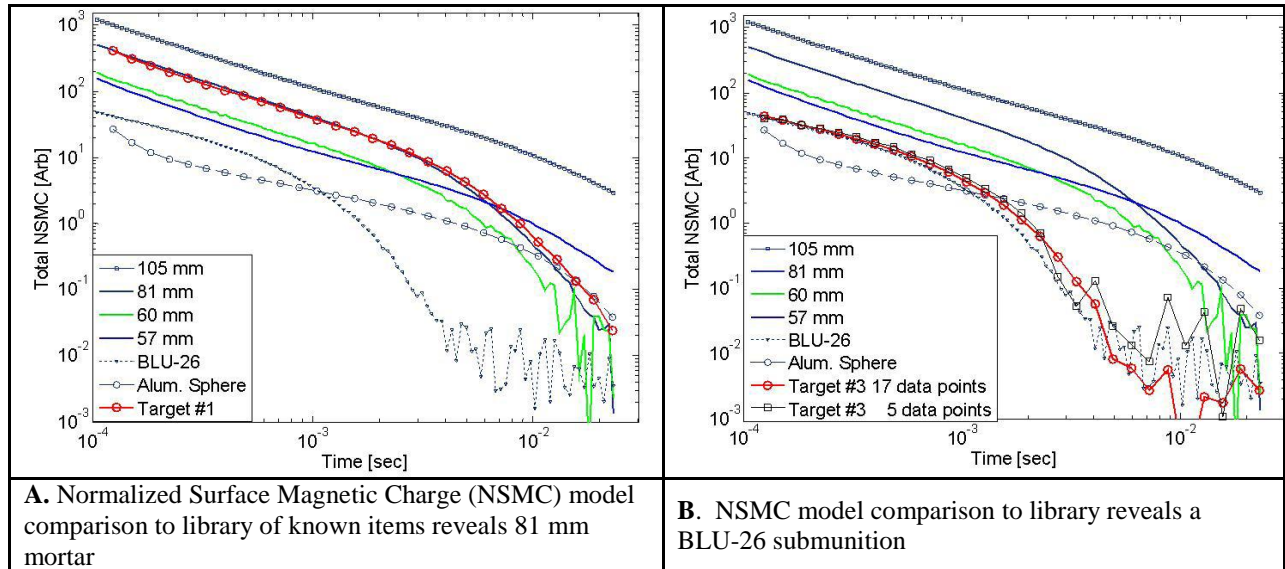 10^3
10^2
10^1
10^0
10^-1
10^-2
10^-3
Total NSMC [Arb]
105 mm
81 mm
60 mm
57 mm
BLU-26
Alum. Sphere
Target #1
10^-4
10^-3
10^-2
Time [sec]
10^3
10^2
10^1
10^0
10^-1
10^-2
10^-3
Total NSMC [Arb]
105 mm
81 mm
60 mm
57 mm
BLU-26
Alum. Sphere
Target #3 17 data points
Target #3 5 data points
10^-4
10^-3
10^-2
Time [sec]
A. Normalized Surface Magnetic Charge (NSMC) model
comparison to library of known items reveals 81 mm
mortar
B. NSMC model comparison to library reveals a
BLU-26 submunition